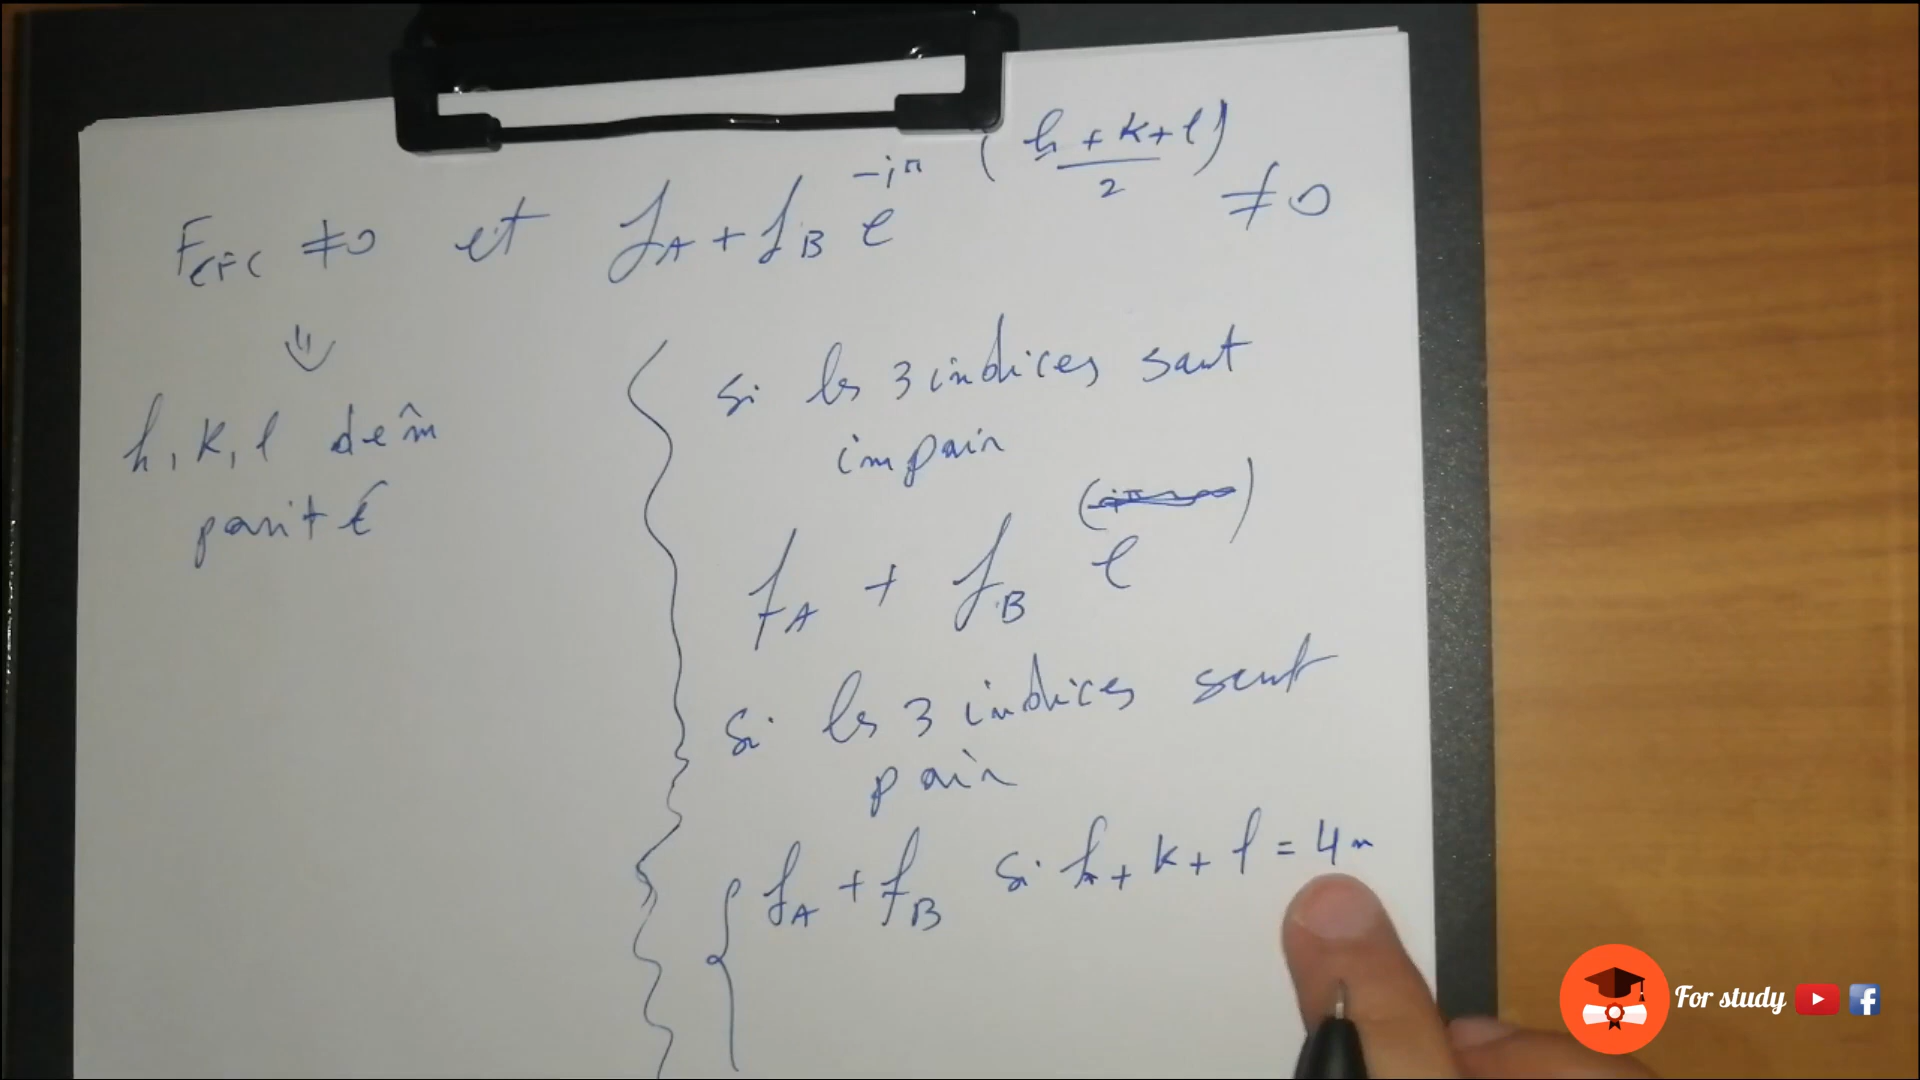 F_CFC ≠0 et f_A + f_B e^{-iπ (h+k+l)/2} ≠0
⇓
h, k, l de m̂
parité
si les 3 indices sont
impair
f_A + f_B e^( )
si les 3 indices sont
pair
{ f_A + f_B si h+k+l = 4n
For study